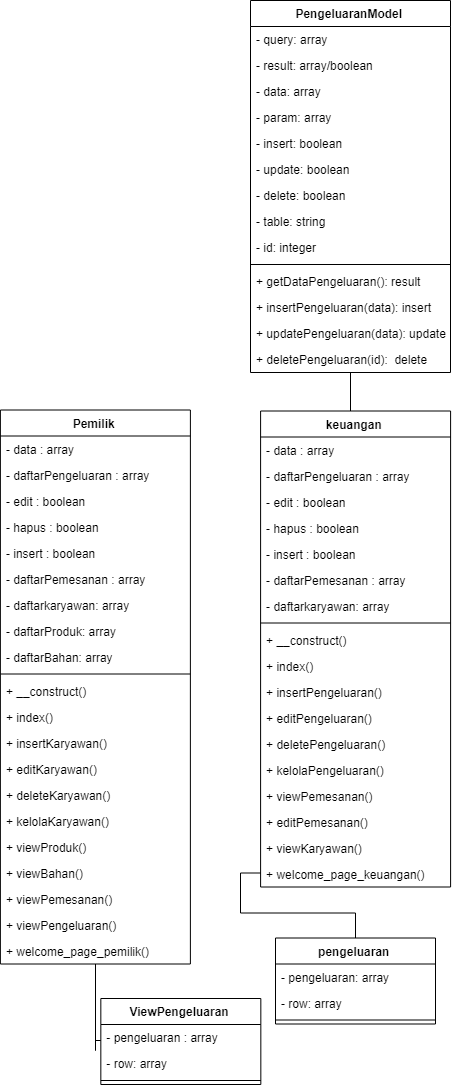 PengeluaranModel
- query: array
- result: array/boolean
- data: array
- param: array
- insert: boolean
- update: boolean
- delete: boolean
- table: string
- id: integer
+ getDataPengeluaran(): result
+ insertPengeluaran(data): insert
+ updatePengeluaran(data): update
+ deletePengeluaran(id): delete
Pemilik
- data : array
- daftarPengeluaran : array
- edit : boolean
- hapus : boolean
- insert : boolean
- daftarPemesanan : array
- daftarkaryawan: array
- daftarProduk: array
- daftarBahan: array
+ __construct()
+ index()
+ insertKaryawan()
+ editKaryawan()
+ deleteKaryawan()
+ kelolaKaryawan()
+ viewProduk()
+ viewBahan()
+ viewPemesanan()
+ viewPengeluaran()
+ welcome_page_pemilik()
keuangan
- data : array
- daftarPengeluaran : array
- edit : boolean
- hapus : boolean
- insert : boolean
- daftarPemesanan : array
- daftarkaryawan: array
+ __construct()
+ index()
+ insertPengeluaran()
+ editPengeluaran()
+ deletePengeluaran()
+ kelolaPengeluaran()
+ viewPemesanan()
+ editPemesanan()
+ viewKaryawan()
+ welcome_page_keuangan()
pengeluaran
- pengeluaran: array
- row: array
ViewPengeluaran
- pengeluaran : array
- row: array